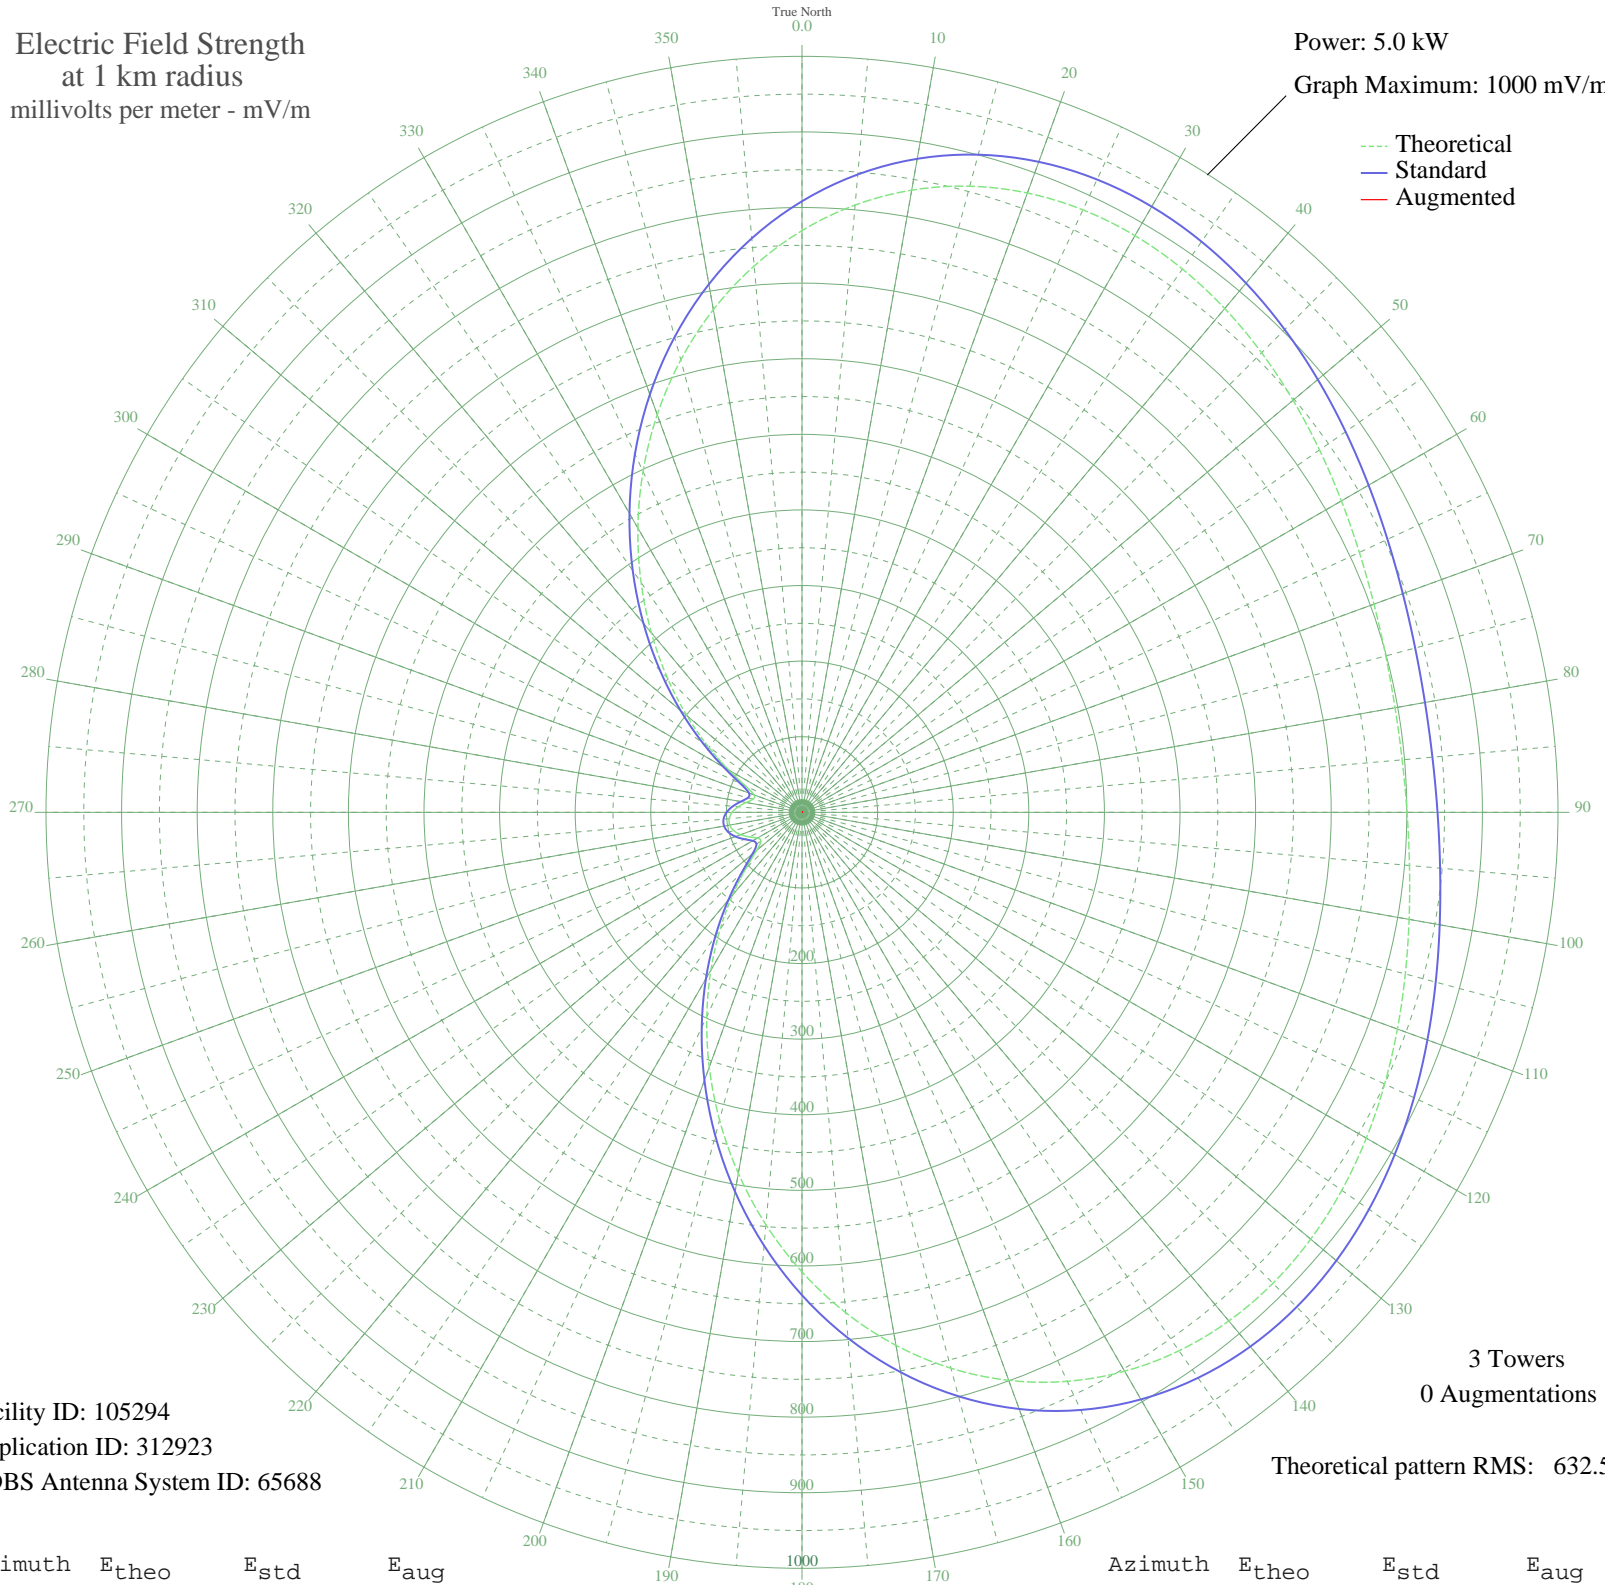 True North
0.0
Electric Field Strength
at 1 km radius
millivolts per meter - mV/m
Power: 5.0 kW
Graph Maximum: 1000 mV/m
Theoretical
Standard
Augmented
10
20
30
40
50
60
70
80
90
100
110
120
130
140
150
160
170
190
200
210
220
230
240
250
260
270
280
290
300
310
320
330
340
350
200
300
400
500
600
700
800
900
1000
3 Towers
0 Augmentations
Theoretical pattern RMS: 632.5
cility ID: 105294
plication ID: 312923
DBS Antenna System ID: 65688
imuth Etheo Estd Eaug
Azimuth Etheo Estd Eaug